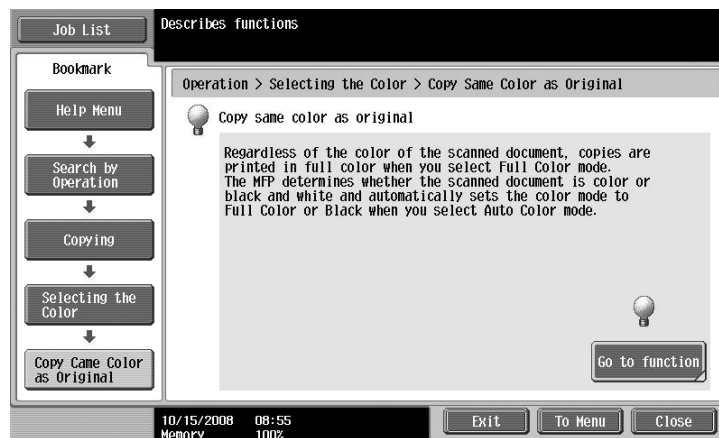 Job List
Describes functions
Bookmark
Operation > Selecting the Color > Copy Same Color as Original
Help Menu
Copy same color as original
Search by
Operation
Regardless of the color of the scanned document, copies are
printed in full color when you select Full Color mode.
The MFP determines whether the scanned document is color or
black and white and automatically sets the color mode to
Full Color or Black when you select Auto Color mode.
Copying
Selecting the
Color
Copy Came Color
as Original
Go to function
10/15/2008 08:55
Memory 100%
Exit
To Menu
Close